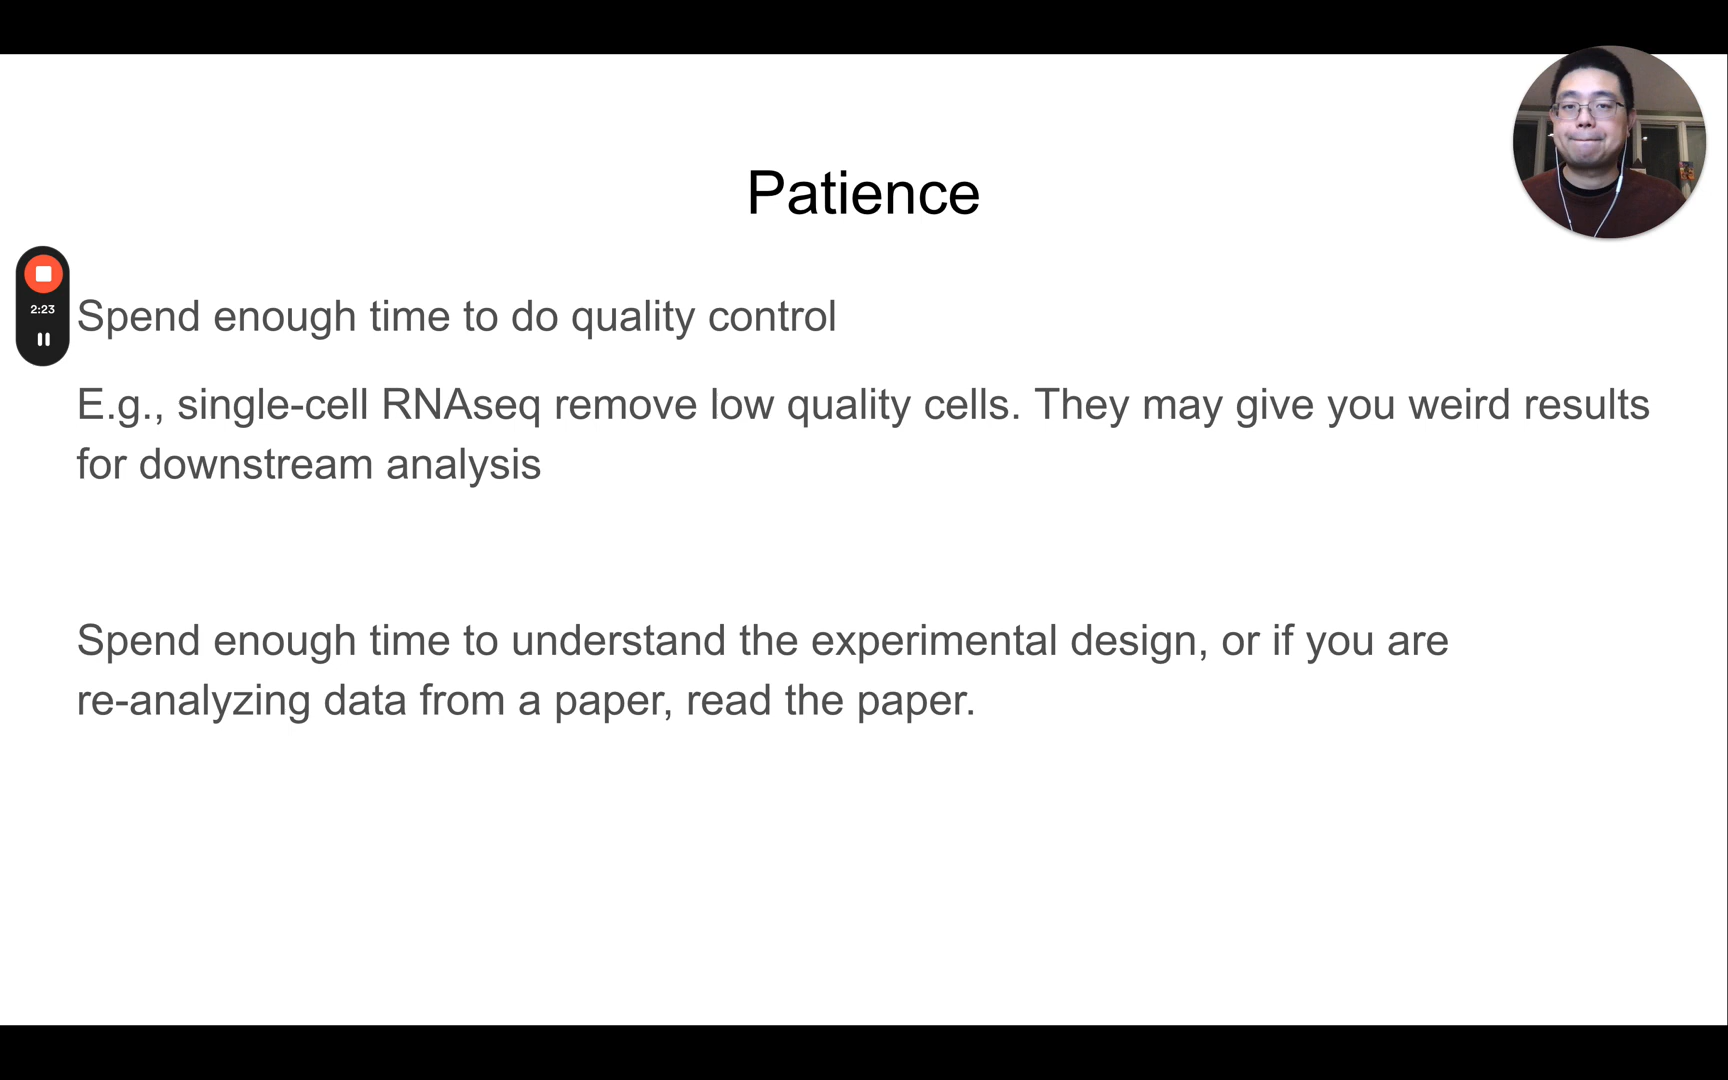 Patience
2:23
Spend enough time to do quality control
E.g., single-cell RNAseq remove low quality cells. They may give you weird results
for downstream analysis
Spend enough time to understand the experimental design, or if you are
re-analyzing data from a paper, read the paper.